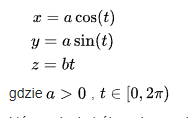 x = a cos(t)
y = a sin(t)
z = bt
gdzie a > 0 , t ∈ [0, 2π)